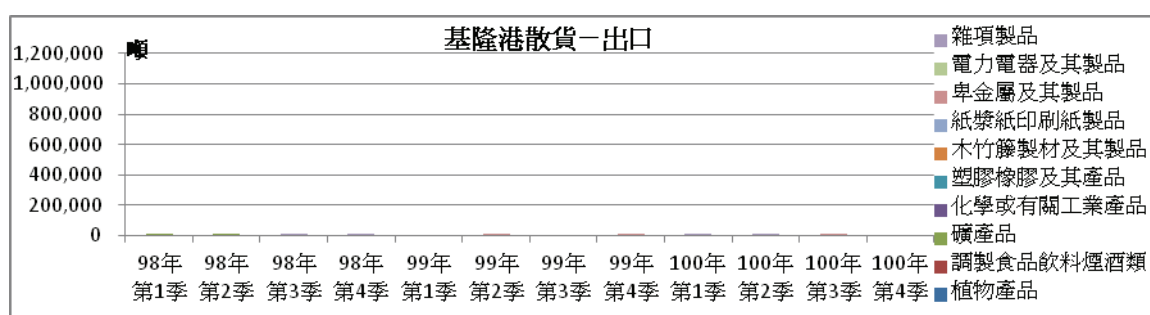 基隆港散貨－出口
1,200,000
1,000,000
800,000
600,000
400,000
200,000
0
98年 98年 98年 98年 99年 99年 99年 99年 100年 100年 100年 100年
第1季 第2季 第3季 第4季 第1季 第2季 第3季 第4季 第1季 第2季 第3季 第4季
雜項製品
電力電器及其製品
卑金屬及其製品
紙漿紙印刷紙製品
木竹籐製材及其製品
塑膠橡膠及其產品
化學或有關工業產品
礦產品
調製食品飲料煙酒類
植物產品